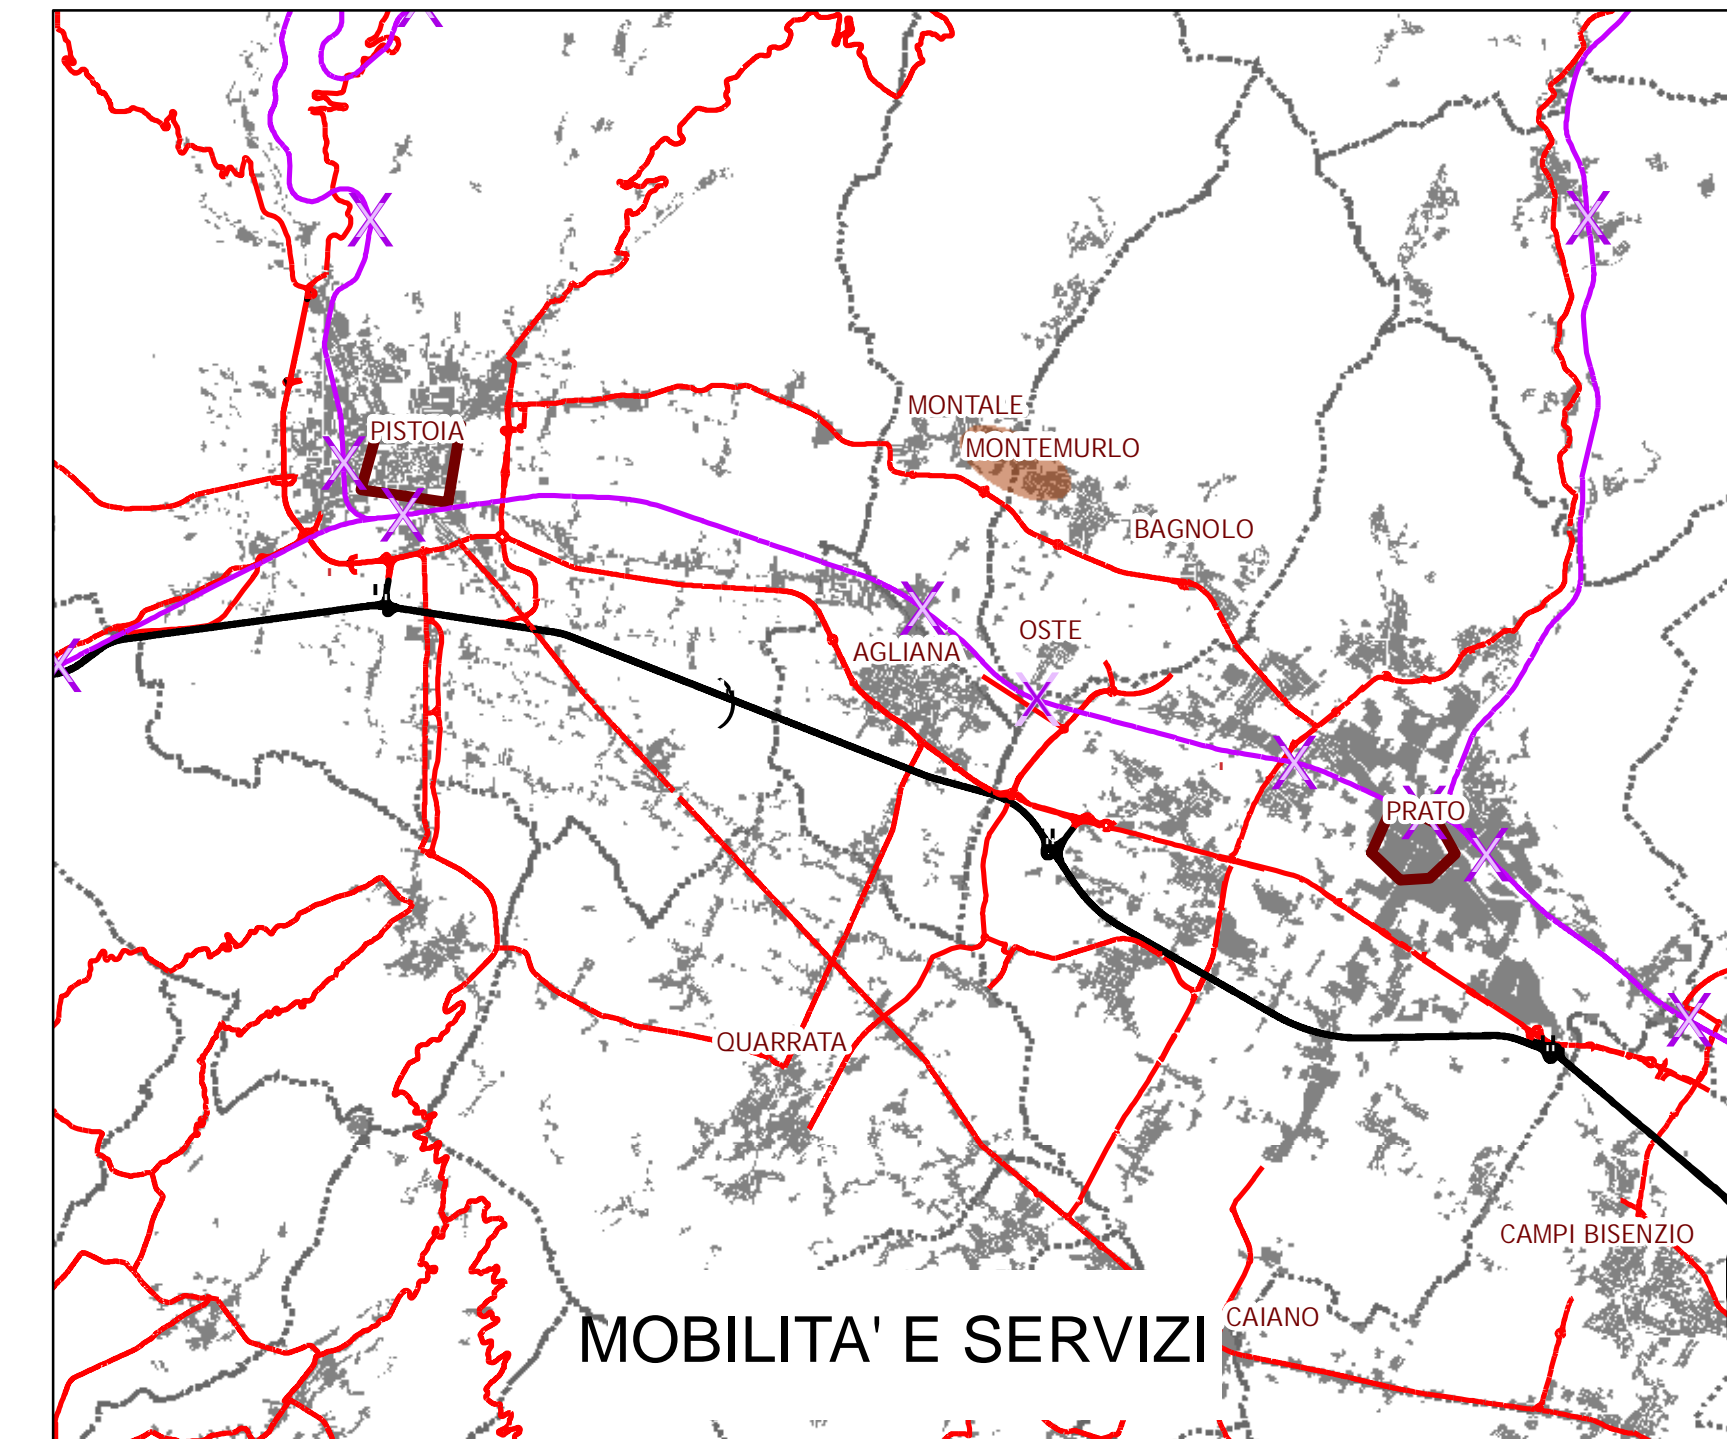 MONTALE
PISTOIA
MONTEMURLO
BAGNOLO
OSTE
AGLIANA
PRATO
QUARRATA
CAMPI BISENZIO
CAIANO
MOBILITA' E SERVIZI